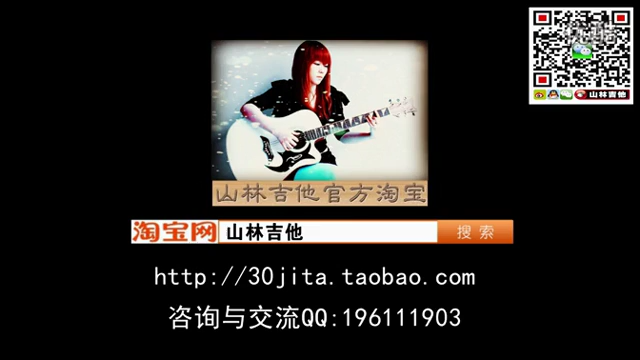 山林吉他
山林吉他官方淘宝
淘宝网 山林吉他 搜索
http://30jita.taobao.com
咨询与交流QQ:196111903